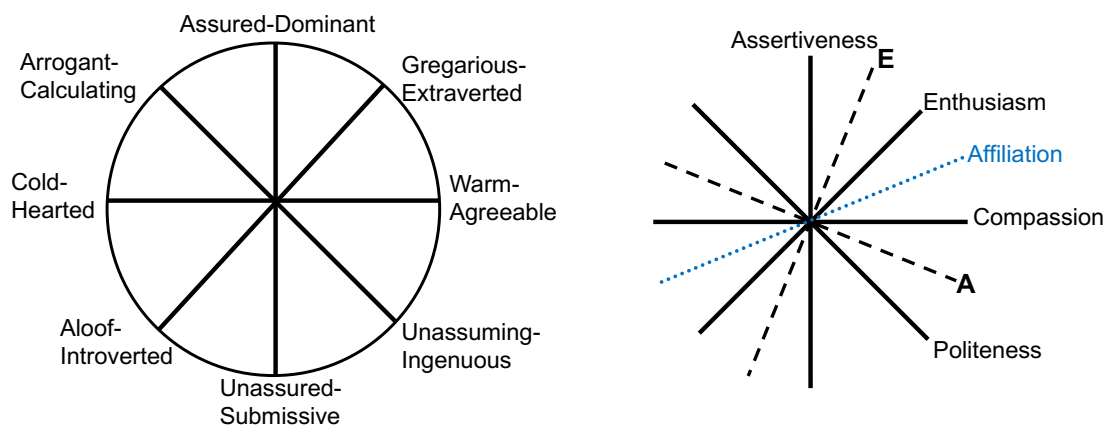 Assured-Dominant
Arrogant-
Calculating
Gregarious-
Extraverted
Cold-
Hearted
Warm-
Agreeable
Aloof-
Introverted
Unassuming-
Ingenuous
Unassured-
Submissive
Assertiveness
E
Enthusiasm
Affiliation
Compassion
A
Politeness